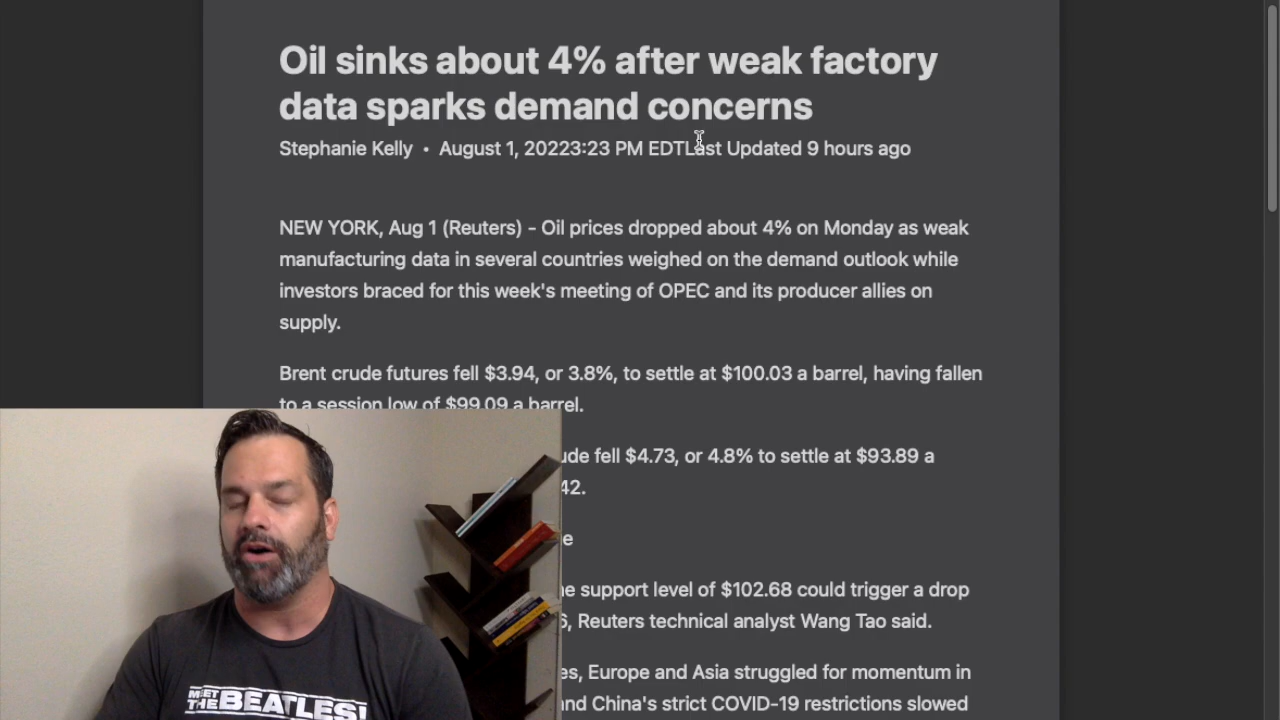 Oil sinks about 4% after weak factory
data sparks demand concerns
Stephanie Kelly • August 1, 20223:23 PM EDTLast Updated 9 hours ago
NEW YORK, Aug 1 (Reuters) - Oil prices dropped about 4% on Monday as weak
manufacturing data in several countries weighed on the demand outlook while
investors braced for this week's meeting of OPEC and its producer allies on
supply.
Brent crude futures fell $3.94, or 3.8%, to settle at $100.03 a barrel, having fallen
to a session low of $99.09 a barrel.
ude fell $4.73, or 4.8% to settle at $93.89 a
42.
e
e support level of $102.68 could trigger a drop
6, Reuters technical analyst Wang Tao said.
es, Europe and Asia struggled for momentum in
and China's strict COVID-19 restrictions slowed
MEET
THE BEATLES!